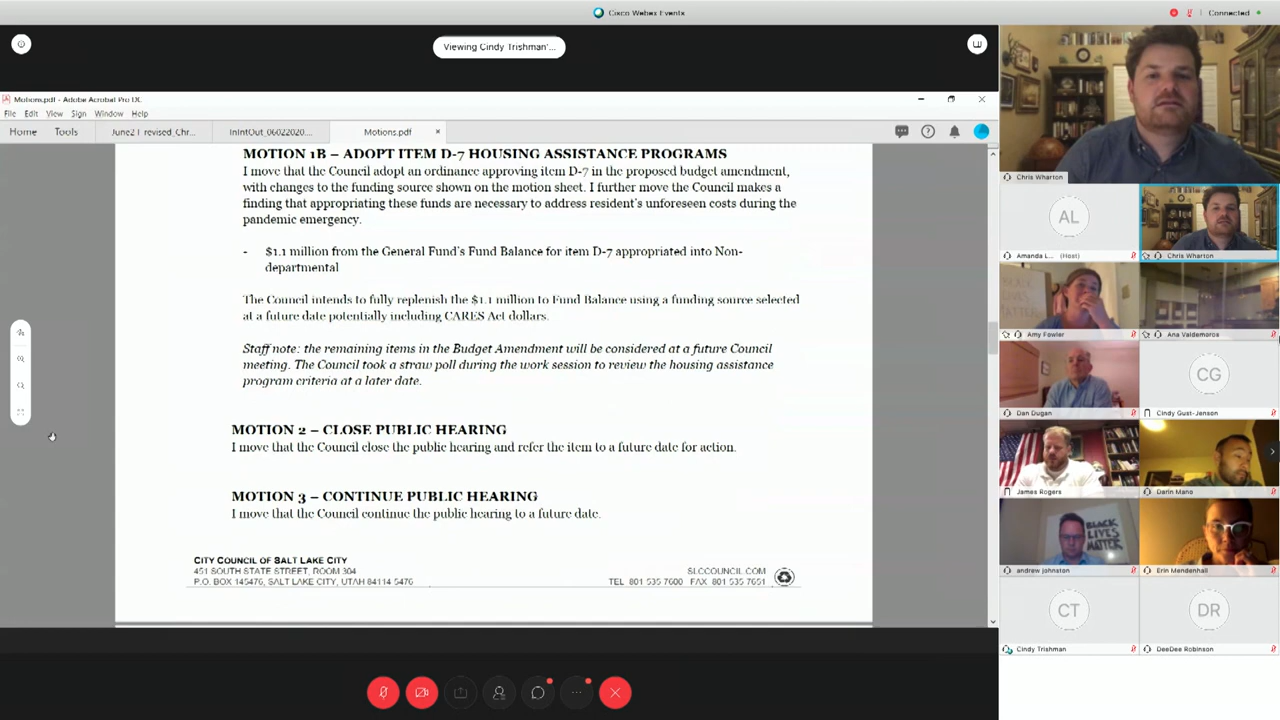 Cisco Webex Events
Connected
Viewing Cindy Trishman'...
Motions.pdf - Adobe Acrobat Pro DC
File Edit View Sign Window Help
Home Tools June2 I revised_Chr... InIntOut_06022020... Motions.pdf ×
MOTION 1B – ADOPT ITEM D-7 HOUSING ASSISTANCE PROGRAMS
I move that the Council adopt an ordinance approving item D-7 in the proposed budget amendment,
with changes to the funding source shown on the motion sheet. I further move the Council makes a
finding that appropriating these funds are necessary to address resident's unforeseen costs during the
pandemic emergency.
- $1.1 million from the General Fund's Fund Balance for item D-7 appropriated into Non-
departmental
The Council intends to fully replenish the $1.1 million to Fund Balance using a funding source selected
at a future date potentially including CARES Act dollars.
Staff note: the remaining items in the Budget Amendment will be considered at a future Council
meeting. The Council took a straw poll during the work session to review the housing assistance
program criteria at a later date.
MOTION 2 – CLOSE PUBLIC HEARING
I move that the Council close the public hearing and refer the item to a future date for action.
MOTION 3 – CONTINUE PUBLIC HEARING
I move that the Council continue the public hearing to a future date.
CITY COUNCIL OF SALT LAKE CITY
451 SOUTH STATE STREET, ROOM 304
P.O. BOX 145476, SALT LAKE CITY, UTAH 84114-5476
SLCCOUNCIL.COM
TEL 801-535-7600 FAX 801-535-7651
Chris Wharton
AL
Amanda L... (Host)
Chris Wharton
BLACK
LIVES
MATTER
Amy Fowler
Ana Valdemoros
Dan Dugan
CG
Cindy Gust-Jenson
James Rogers
Darin Mano
BLACK
LIVES
MATTER
andrew johnston
Erin Mendenhall
CT
Cindy Trishman
DR
DeeDee Robinson